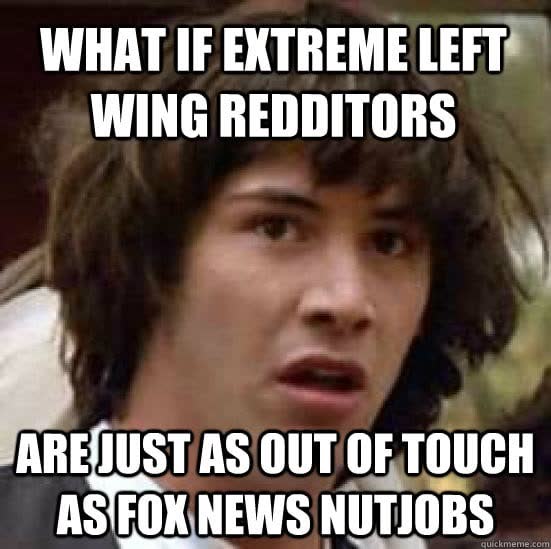 WHAT IF EXTREME LEFT
WING REDDITORS
ARE JUST AS OUT OF TOUCH
AS FOX NEWS NUTJOBS
quickmeme.com